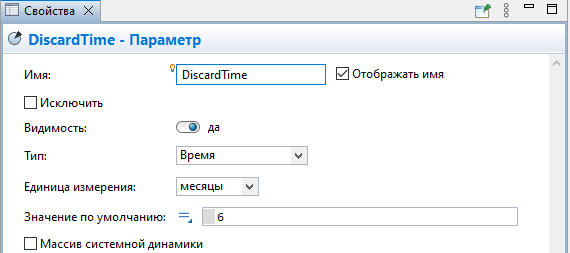 Свойства
DiscardTime - Параметр
Имя: DiscardTime Отображать имя
Исключить
Видимость: да
Тип: Время
Единица измерения: месяцы
Значение по умолчанию: 6
Массив системной динамики